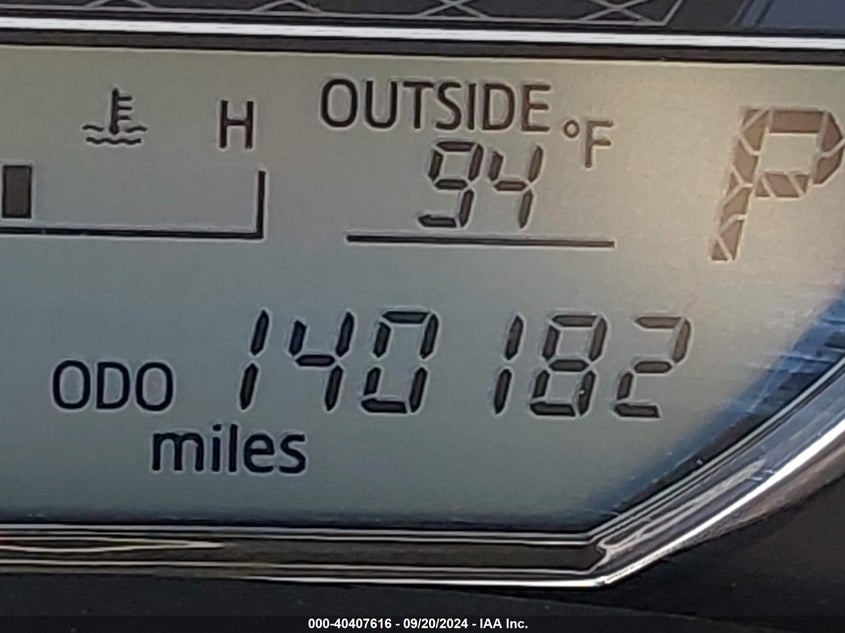 H
OUTSIDE
94 °F
P
ODO 140182
miles
000-40407616 - 09/20/2024 - IAA Inc.